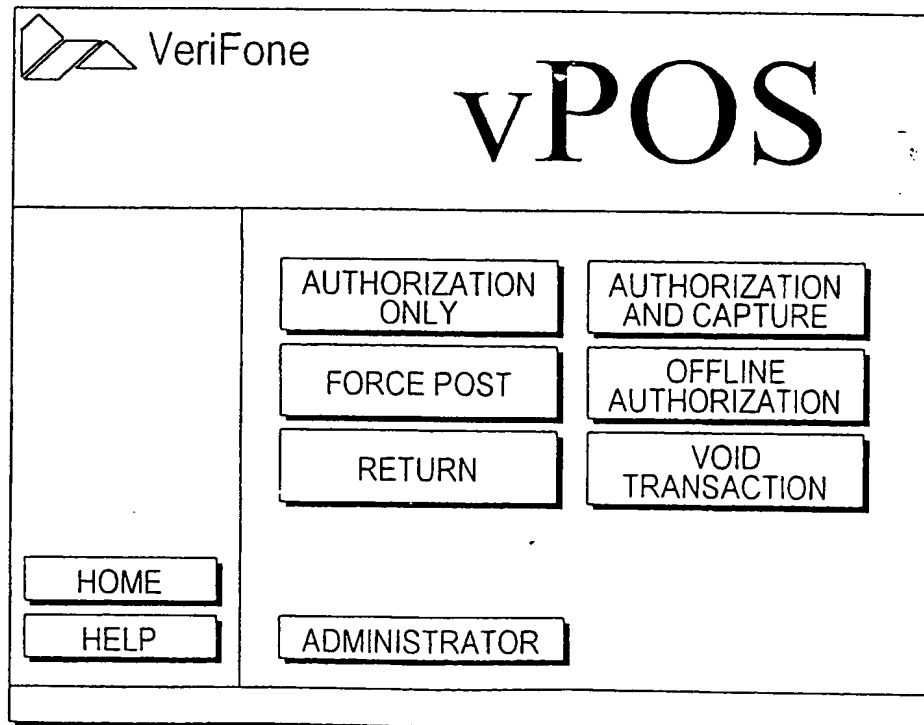 VeriFone
vPOS
AUTHORIZATION
ONLY
AUTHORIZATION
AND CAPTURE
FORCE POST
OFFLINE
AUTHORIZATION
RETURN
VOID
TRANSACTION
HOME
HELP
ADMINISTRATOR